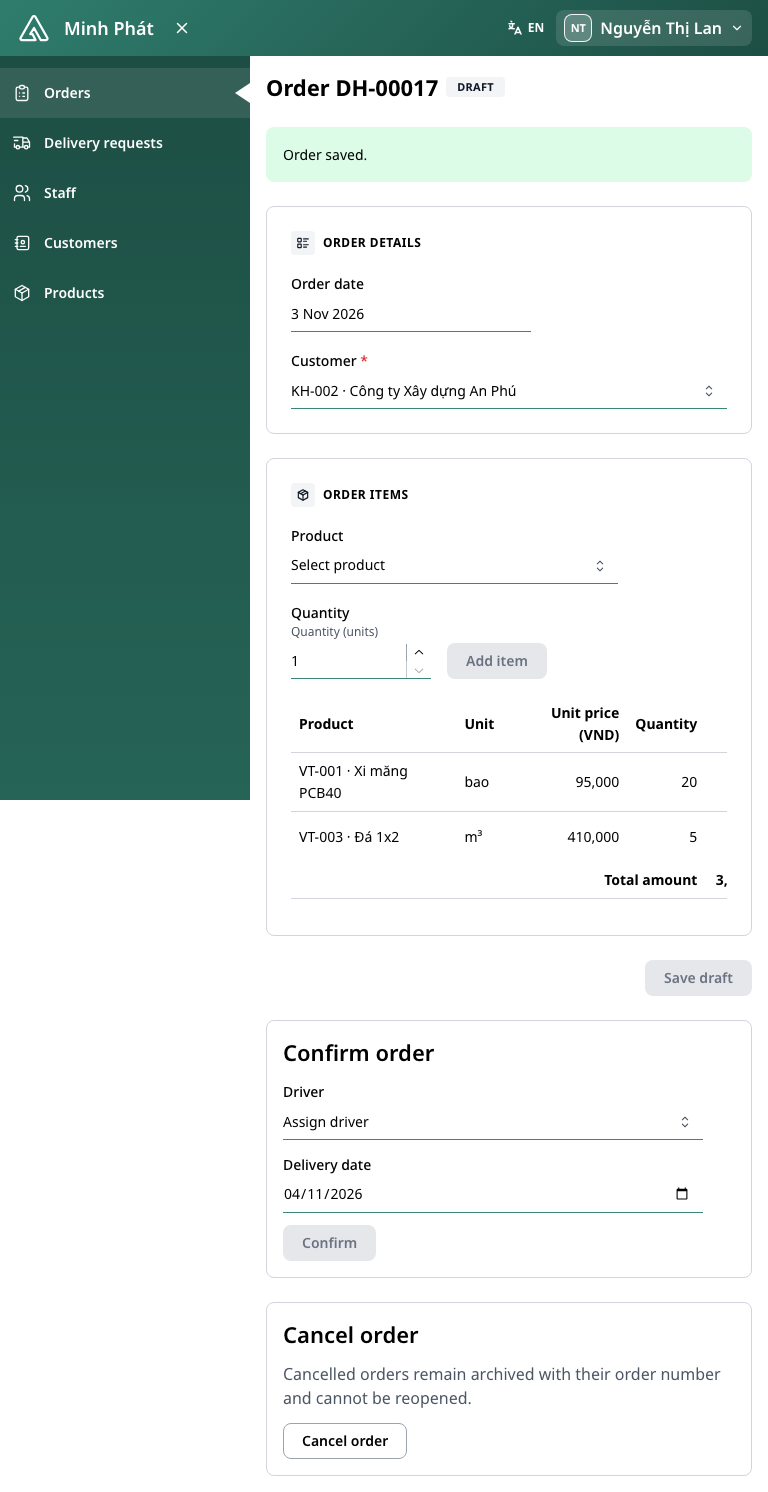 Minh Phát
EN
NT
Nguyễn Thị Lan
Orders
Delivery requests
Staff
Customers
Products
Order DH-00017
DRAFT
Order saved.
ORDER DETAILS
Order date
3 Nov 2026
Customer *
KH-002 · Công ty Xây dựng An Phú
ORDER ITEMS
Product
Select product
Quantity
Quantity (units)
1
Add item
Product Unit Unit price (VND) Quantity
VT-001 · Xi măng PCB40 bao 95,000 20
VT-003 · Đá 1x2 m³ 410,000 5
Total amount 3,
Save draft
Confirm order
Driver
Assign driver
Delivery date
04/11/2026
Confirm
Cancel order
Cancelled orders remain archived with their order number
and cannot be reopened.
Cancel order